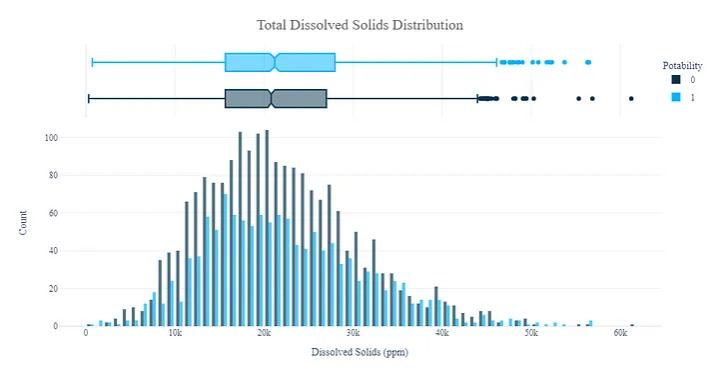 Total Dissolved Solids Distribution
Potability
0
1
100
80
60
40
20
0
Count
0
10k
20k
30k
40k
50k
60k
Dissolved Solids (ppm)